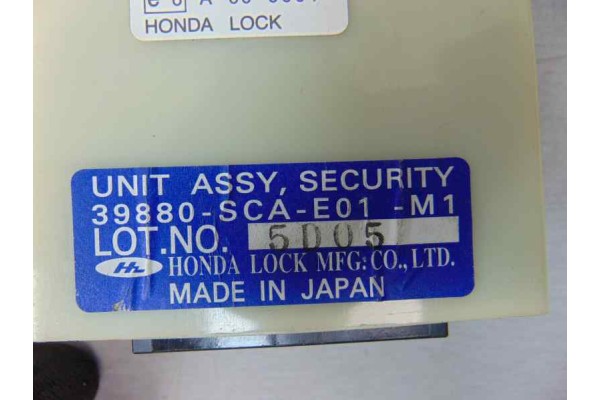 HONDA LOCK
UNIT ASSY, SECURITY
39880-SCA-E01 -M1
LOT.NO. 5D05
HL HONDA LOCK MFG. CO., LTD.
MADE IN JAPAN